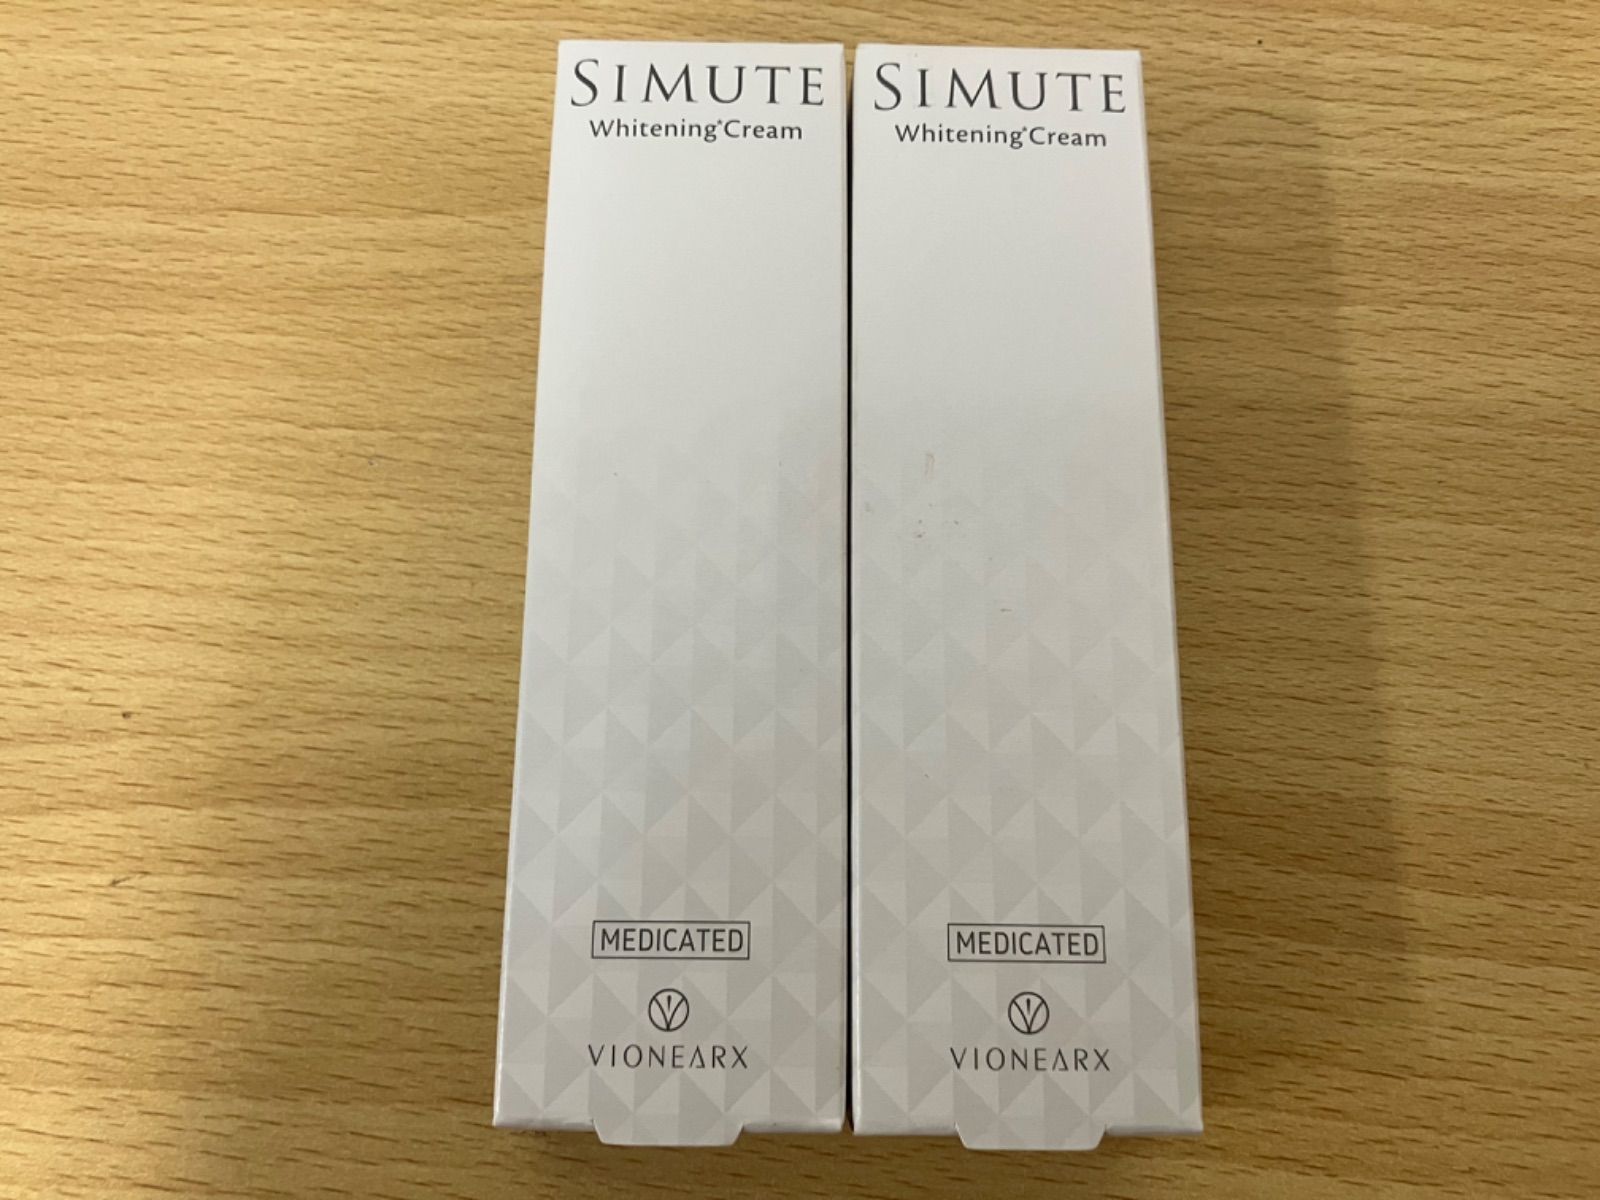 SIMUTE
Whitening*Cream
MEDICATED
VIONEARX
SIMUTE
Whitening*Cream
MEDICATED
VIONEARX